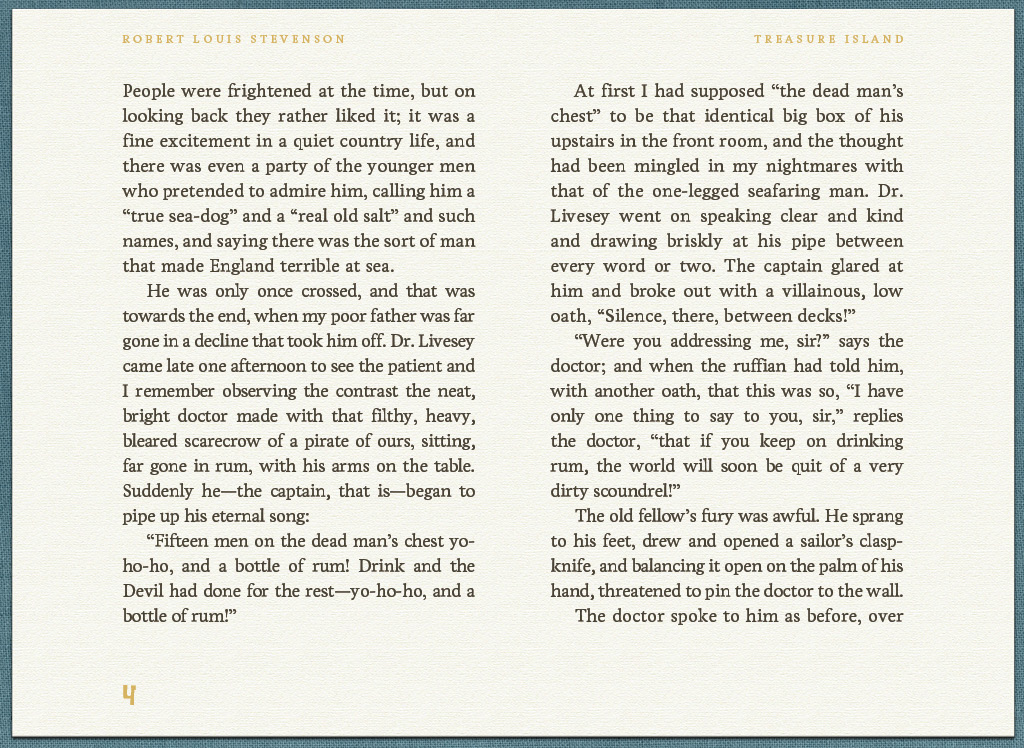 ROBERT LOUIS STEVENSON
TREASURE ISLAND
People were frightened at the time, but on
looking back they rather liked it; it was a
fine excitement in a quiet country life, and
there was even a party of the younger men
who pretended to admire him, calling him a
“true sea-dog” and a “real old salt” and such
names, and saying there was the sort of man
that made England terrible at sea.
He was only once crossed, and that was
towards the end, when my poor father was far
gone in a decline that took him off. Dr. Livesey
came late one afternoon to see the patient and
I remember observing the contrast the neat,
bright doctor made with that filthy, heavy,
bleared scarecrow of a pirate of ours, sitting,
far gone in rum, with his arms on the table.
Suddenly he—the captain, that is—began to
pipe up his eternal song:
“Fifteen men on the dead man’s chest yo-
ho-ho, and a bottle of rum! Drink and the
Devil had done for the rest—yo-ho-ho, and a
bottle of rum!”
At first I had supposed “the dead man’s
chest” to be that identical big box of his
upstairs in the front room, and the thought
had been mingled in my nightmares with
that of the one-legged seafaring man. Dr.
Livesey went on speaking clear and kind
and drawing briskly at his pipe between
every word or two. The captain glared at
him and broke out with a villainous, low
oath, “Silence, there, between decks!”
“Were you addressing me, sir?” says the
doctor; and when the ruffian had told him,
with another oath, that this was so, “I have
only one thing to say to you, sir,” replies
the doctor, “that if you keep on drinking
rum, the world will soon be quit of a very
dirty scoundrel!”
The old fellow’s fury was awful. He sprang
to his feet, drew and opened a sailor’s clasp-
knife, and balancing it open on the palm of his
hand, threatened to pin the doctor to the wall.
The doctor spoke to him as before, over
4